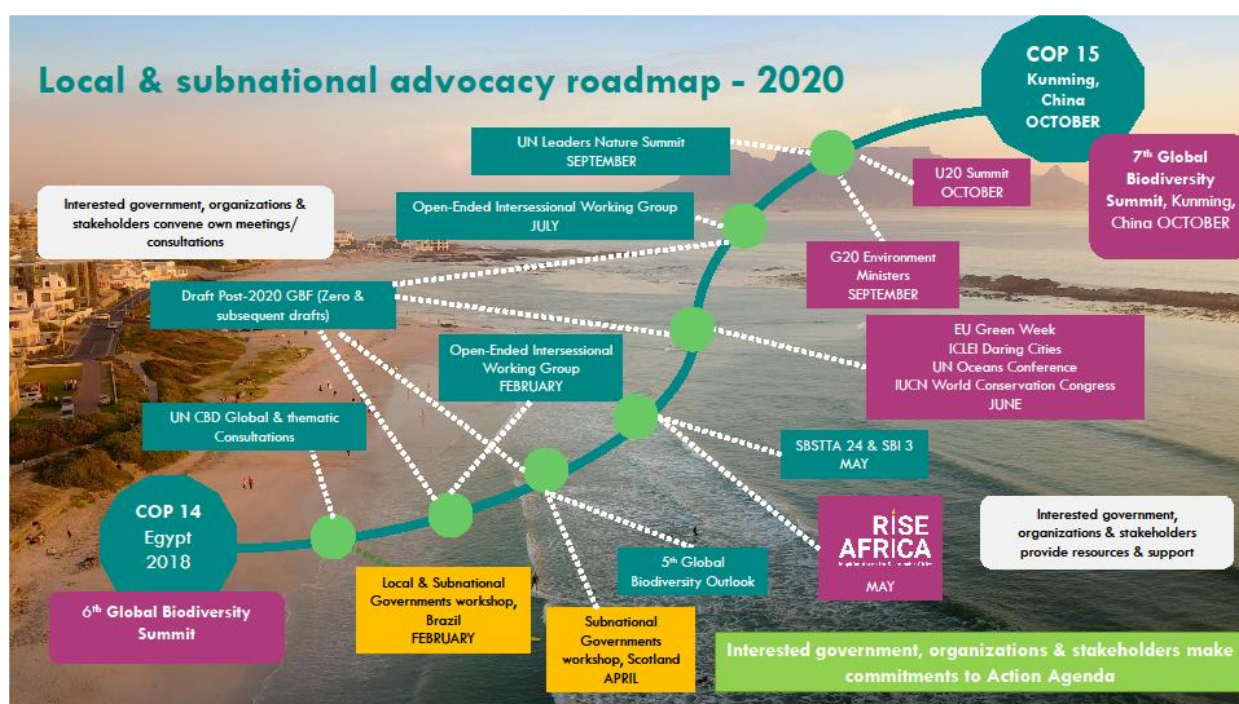 Local & subnational advocacy roadmap - 2020
COP 15
Kunming,
China
OCTOBER
7th Global
Biodiversity
Summit, Kunming,
China OCTOBER
UN Leaders Nature Summit
SEPTEMBER
U20 Summit
OCTOBER
Interested government, organizations &
stakeholders convene own meetings/
consultations
Open-Ended Intersessional Working Group
JULY
G20 Environment
Ministers
SEPTEMBER
Draft Post-2020 GBF (Zero &
subsequent drafts)
EU Green Week
ICLEI Daring Cities
UN Oceans Conference
IUCN World Conservation Congress
JUNE
Open-Ended Intersessional
Working Group
FEBRUARY
UN CBD Global & thematic
Consultations
SBSTTA 24 & SBI 3
MAY
COP 14
Egypt
2018
6th Global Biodiversity
Summit
RISE
AFRICA
MAY
Interested government,
organizations & stakeholders
provide resources & support
5th Global
Biodiversity Outlook
Local & Subnational
Governments workshop,
Brazil
FEBRUARY
Subnational
Governments
workshop, Scotland
APRIL
Interested government, organizations & stakeholders make
commitments to Action Agenda